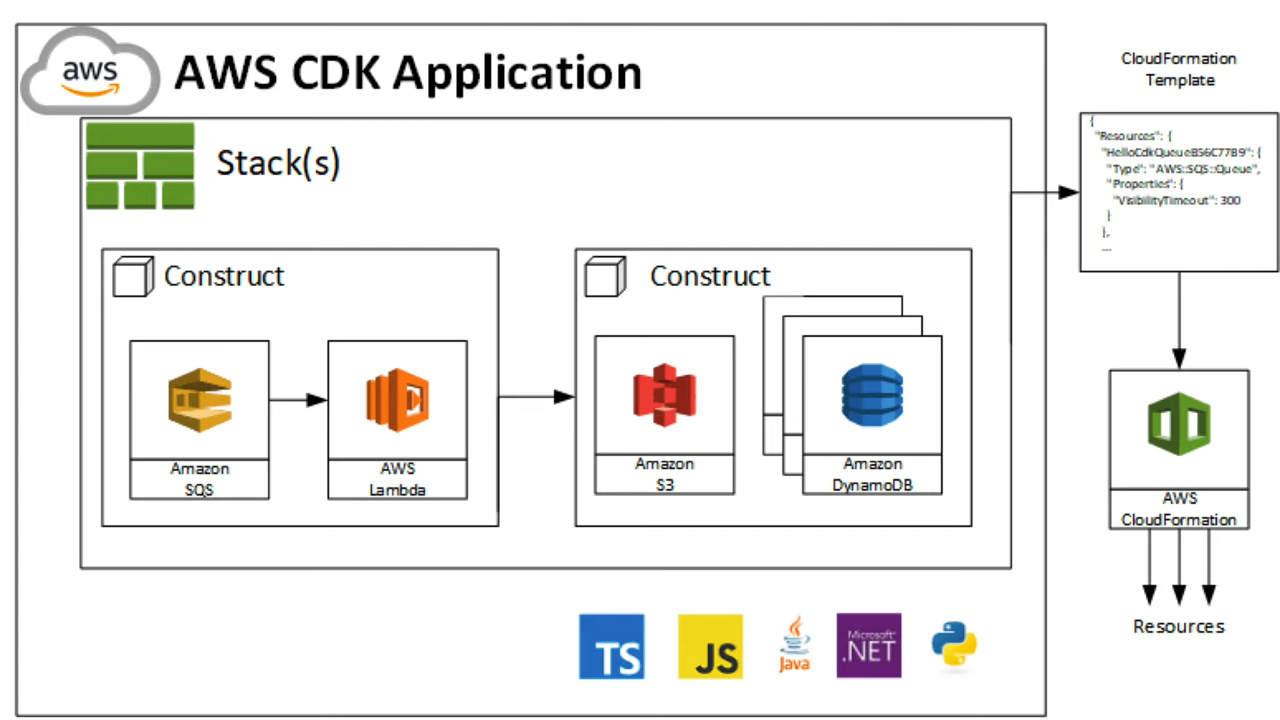 aws
AWS CDK Application
Stack(s)
Construct
Amazon
SQS
AWS
Lambda
Construct
Amazon
S3
Amazon
DynamoDB
TS
JS
Java
Microsoft®
.NET
CloudFormation
Template
{
"Resources": {
"HelloCdkQueueB56C77B9": {
"Type": "AWS::SQS::Queue",
"Properties": {
"VisibilityTimeout": 300
}
},
...
AWS
CloudFormation
Resources